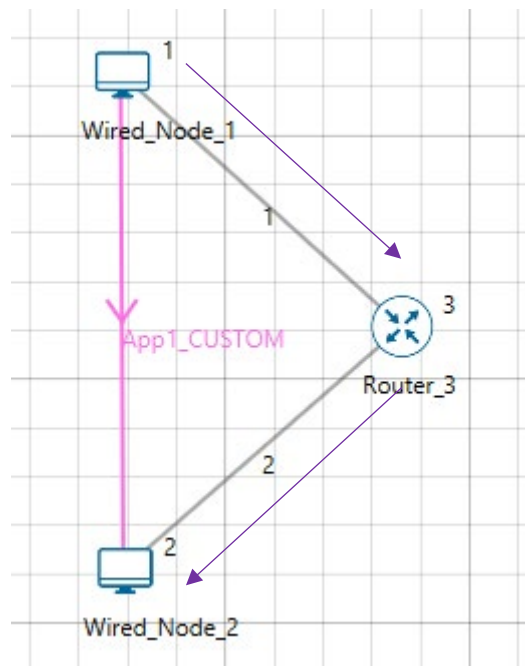 1
Wired_Node_1
1
3
App1_CUSTOM
Router_3
2
2
Wired_Node_2